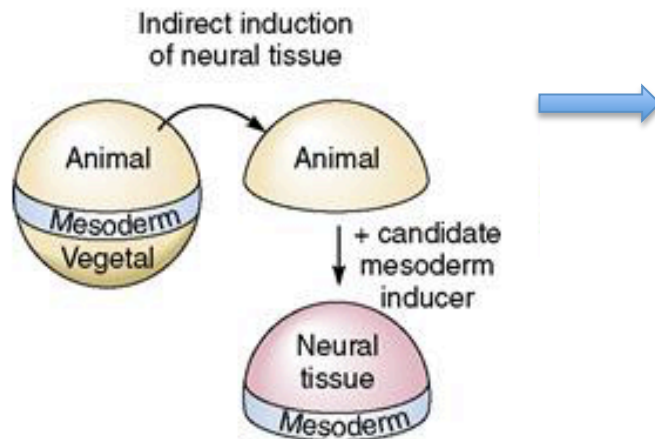 Indirect induction
of neural tissue
Animal
Mesoderm
Vegetal
Animal
+ candidate
mesoderm
inducer
Neural
tissue
Mesoderm